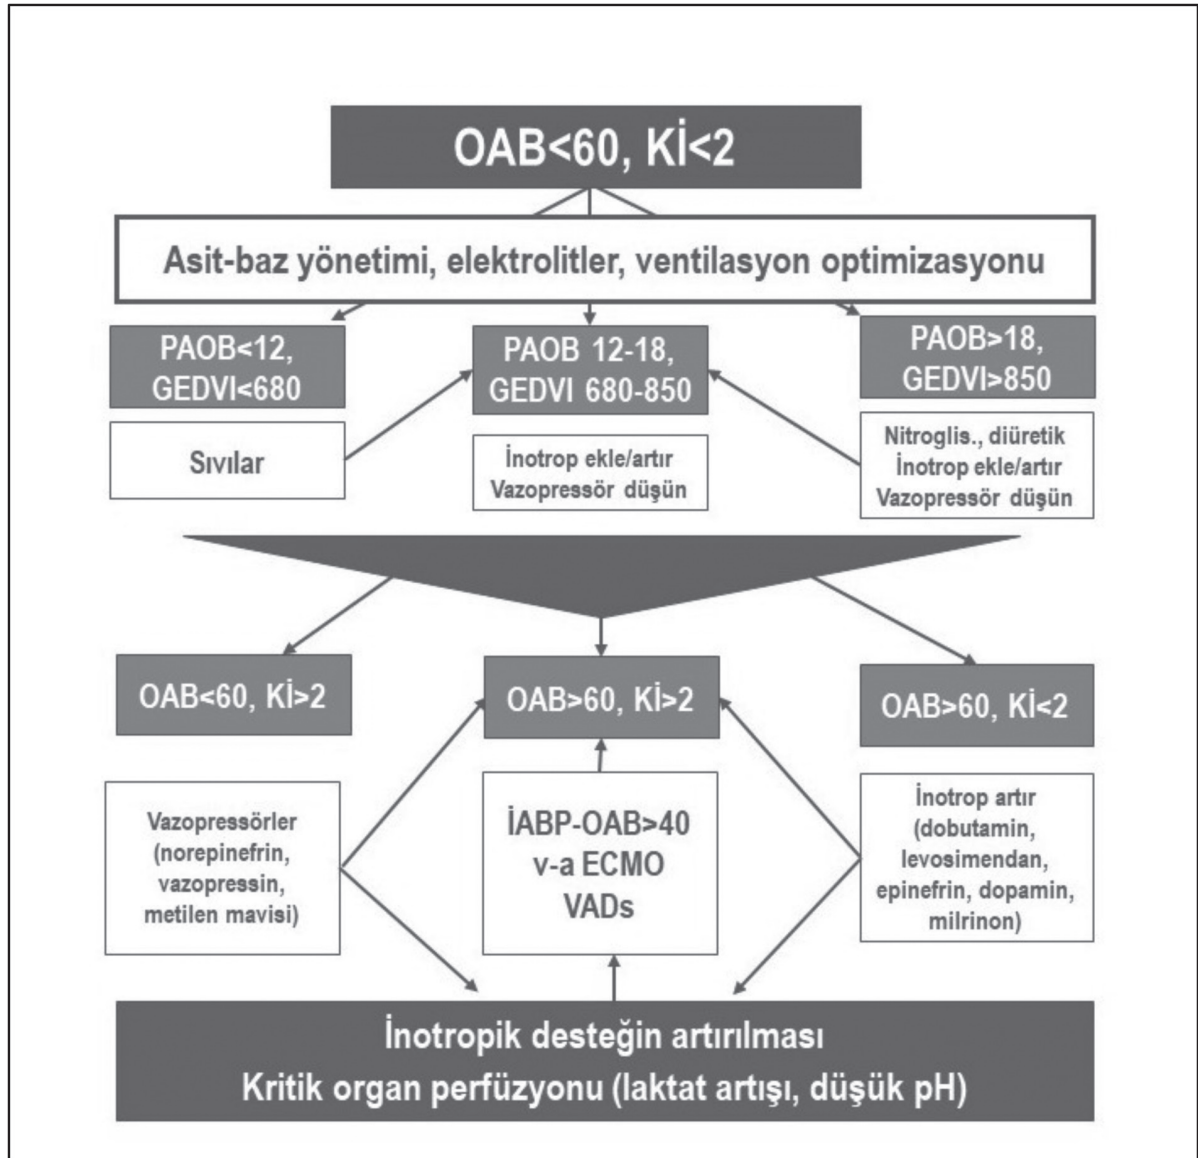 OAB<60, Kİ<2
Asit-baz yönetimi, elektrolitler, ventilasyon optimizasyonu
PAOB<12,
GEDVI<680
Sıvılar
PAOB 12-18,
GEDVI 680-850
İnotrop ekle/artır
Vazopressör düşün
PAOB>18,
GEDVI>850
Nitroglis., diüretik
İnotrop ekle/artır
Vazopressör düşün
OAB<60, Kİ>2
OAB>60, Kİ>2
OAB>60, Kİ<2
Vazopressörler
(norepinefrin,
vazopressin,
metilen mavisi)
İABP-OAB>40
v-a ECMO
VADs
İnotrop artır
(dobutamin,
levosimendan,
epinefrin, dopamin,
milrinon)
İnotropik desteğin artırılması
Kritik organ perfüzyonu (laktat artışı, düşük pH)